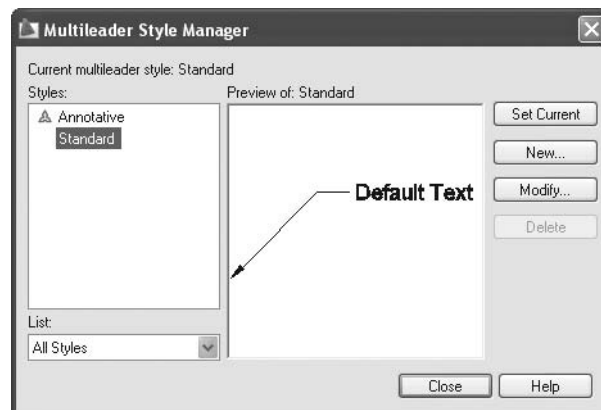 Multileader Style Manager
Current multileader style: Standard
Styles:
Preview of: Standard
Annotative
Standard
Default Text
Set Current
New...
Modify...
Delete
List:
All Styles
Close
Help